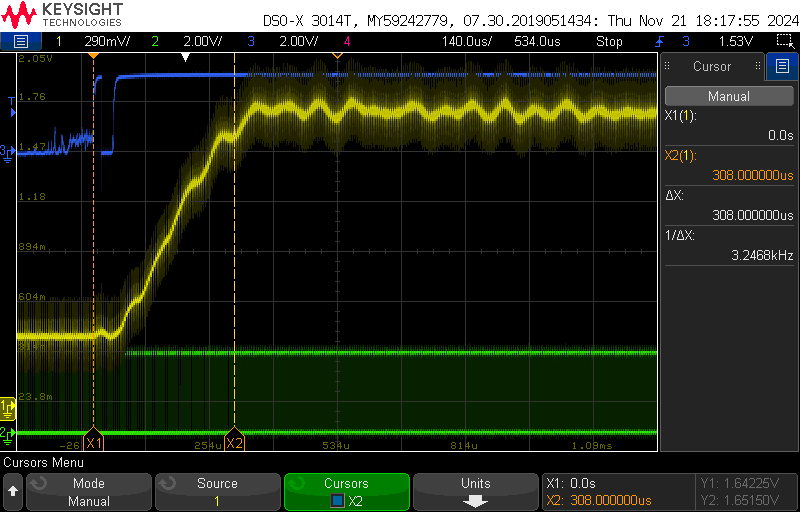 KEYSIGHT
TECHNOLOGIES
DSO-X 3014T, MY59242779, 07.30.2019051434: Thu Nov 21 18:17:55 2024
1 290mV/ 2 2.00V/ 3 2.00V/ 4 140.0us/ 534.0us Stop 3 1.53V
2.05V
1.76
1.47
1.18
894m
604m
23.8m
T
3
1
2
-26
254u
534u
814u
1.09ms
X1
X2
Cursor
Manual
X1(1):
0.0s
X2(1):
308.000000us
ΔX:
308.000000us
1/ΔX:
3.2468kHz
Cursors Menu
Mode
Manual
Source
1
Cursors
X2
Units
X1: 0.0s
X2: 308.000000us
Y1: 1.64225V
Y2: 1.65150V